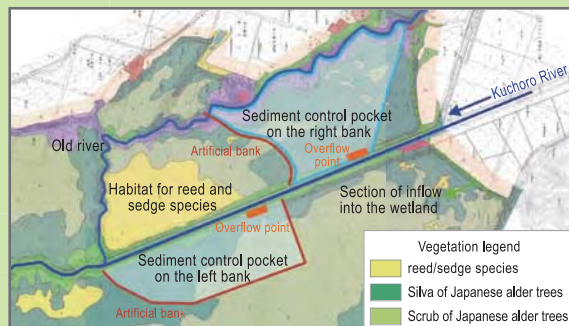 Kuchoro River
Sediment control pocket
on the right bank
Old river
Artificial bank
Overflow
point
Habitat for reed and
sedge species
Section of inflow
into the wetland
Overflow point
Sediment control pocket
on the left bank
Artificial bank
Vegetation legend
reed/sedge species
Silva of Japanese alder trees
Scrub of Japanese alder trees